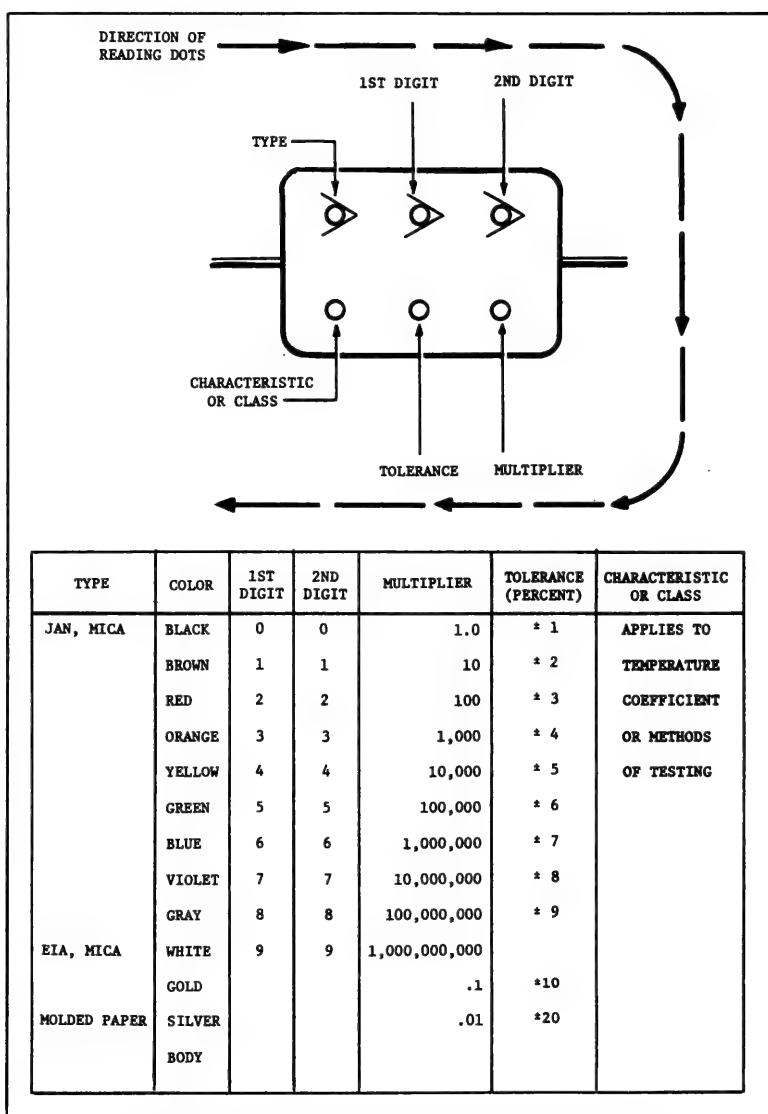 DIRECTION OF
READING DOTS
1ST DIGIT
2ND DIGIT
TYPE
CHARACTERISTIC
OR CLASS
TOLERANCE
MULTIPLIER
TYPE COLOR 1ST DIGIT 2ND DIGIT MULTIPLIER TOLERANCE (PERCENT) CHARACTERISTIC OR CLASS
JAN, MICA BLACK 0 0 1.0 ± 1 APPLIES TO
BROWN 1 1 10 ± 2 TEMPERATURE
RED 2 2 100 ± 3 COEFFICIENT
ORANGE 3 3 1,000 ± 4 OR METHODS
YELLOW 4 4 10,000 ± 5 OF TESTING
GREEN 5 5 100,000 ± 6
BLUE 6 6 1,000,000 ± 7
VIOLET 7 7 10,000,000 ± 8
GRAY 8 8 100,000,000 ± 9
EIA, MICA WHITE 9 9 1,000,000,000
GOLD .1 ±10
MOLDED PAPER SILVER .01 ±20
BODY